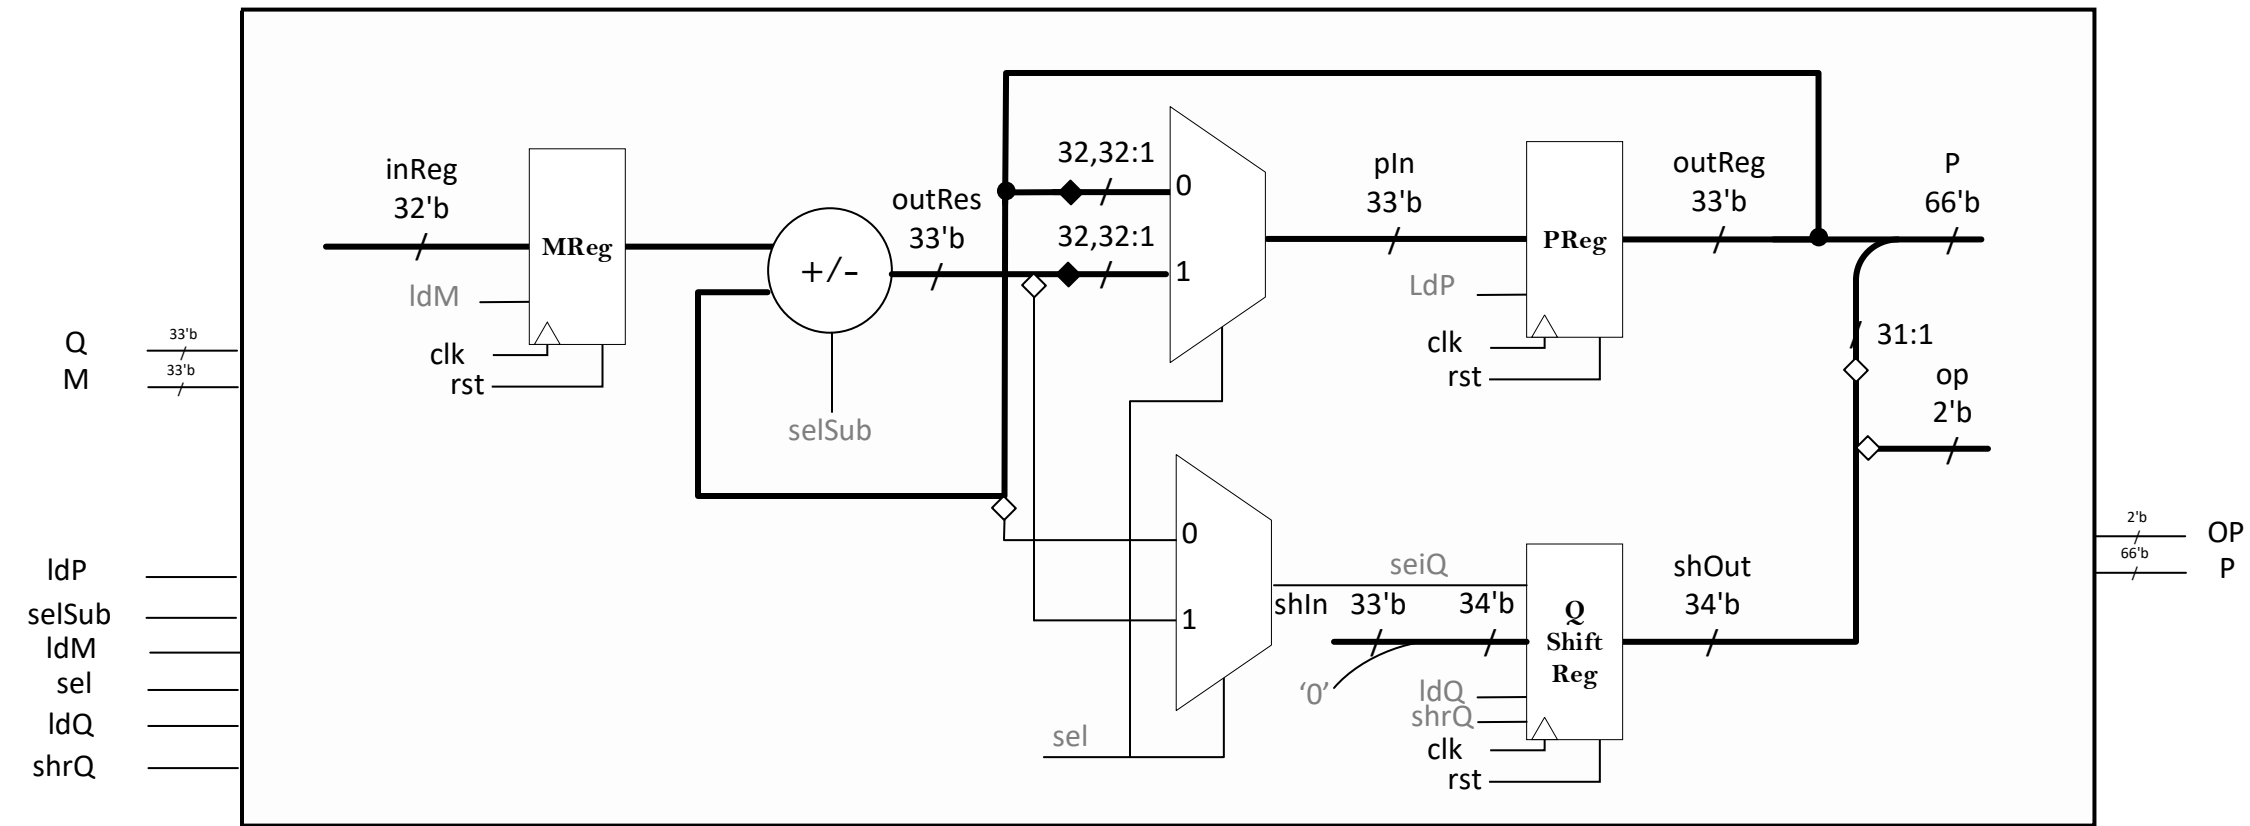 32,32:1
inReg
32'b
0
pIn
33'b
outReg
33'b
P
66'b
outRes
33'b
32,32:1
MReg
+/-
1
PReg
ldM
LdP
clk
rst
clk
rst
31:1
Q
33'b
M
33'b
op
2'b
selSub
0
seiQ
shOut
34'b
2'b
OP
66'b
P
ldP
selSub
ldM
sel
ldQ
shrQ
1
shIn
33'b
34'b
Q
Shift
Reg
‘0’
ldQ
shrQ
clk
rst
sel